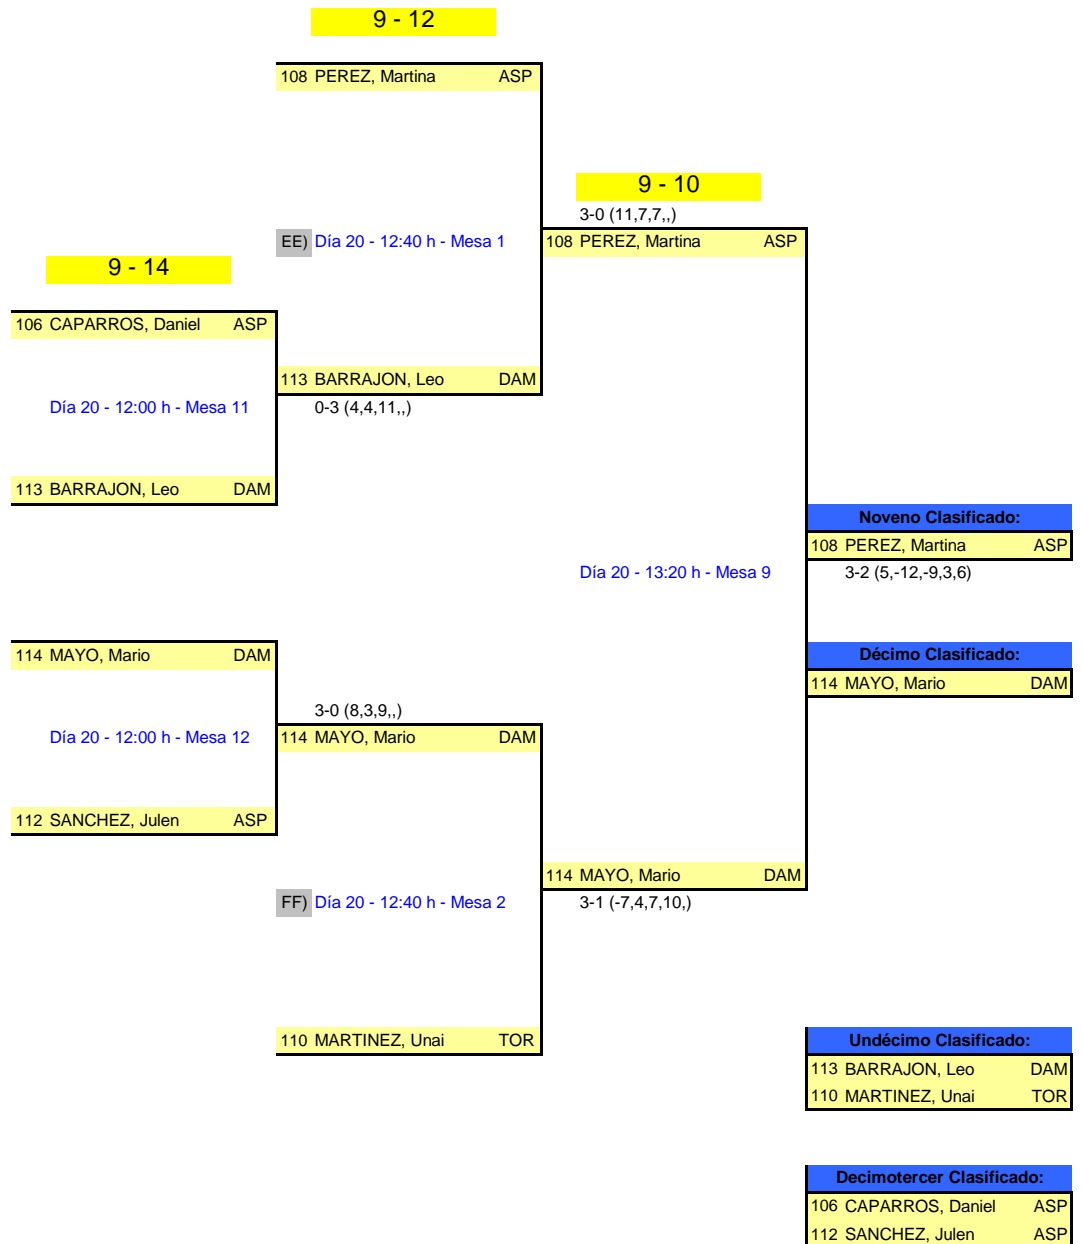 9 - 12
108 PEREZ, Martina ASP
9 - 10
3-0 (11,7,7,,)
EE) Día 20 - 12:40 h - Mesa 1
108 PEREZ, Martina ASP
9 - 14
106 CAPARROS, Daniel ASP
113 BARRAJON, Leo DAM
Día 20 - 12:00 h - Mesa 11
0-3 (4,4,11,,)
113 BARRAJON, Leo DAM
Noveno Clasificado:
108 PEREZ, Martina ASP
Día 20 - 13:20 h - Mesa 9
3-2 (5,-12,-9,3,6)
114 MAYO, Mario DAM
Décimo Clasificado:
114 MAYO, Mario DAM
3-0 (8,3,9,,)
Día 20 - 12:00 h - Mesa 12
114 MAYO, Mario DAM
112 SANCHEZ, Julen ASP
114 MAYO, Mario DAM
FF) Día 20 - 12:40 h - Mesa 2
3-1 (-7,4,7,10,)
110 MARTINEZ, Unai TOR
Undécimo Clasificado:
113 BARRAJON, Leo DAM
110 MARTINEZ, Unai TOR
Decimotercer Clasificado:
106 CAPARROS, Daniel ASP
112 SANCHEZ, Julen ASP